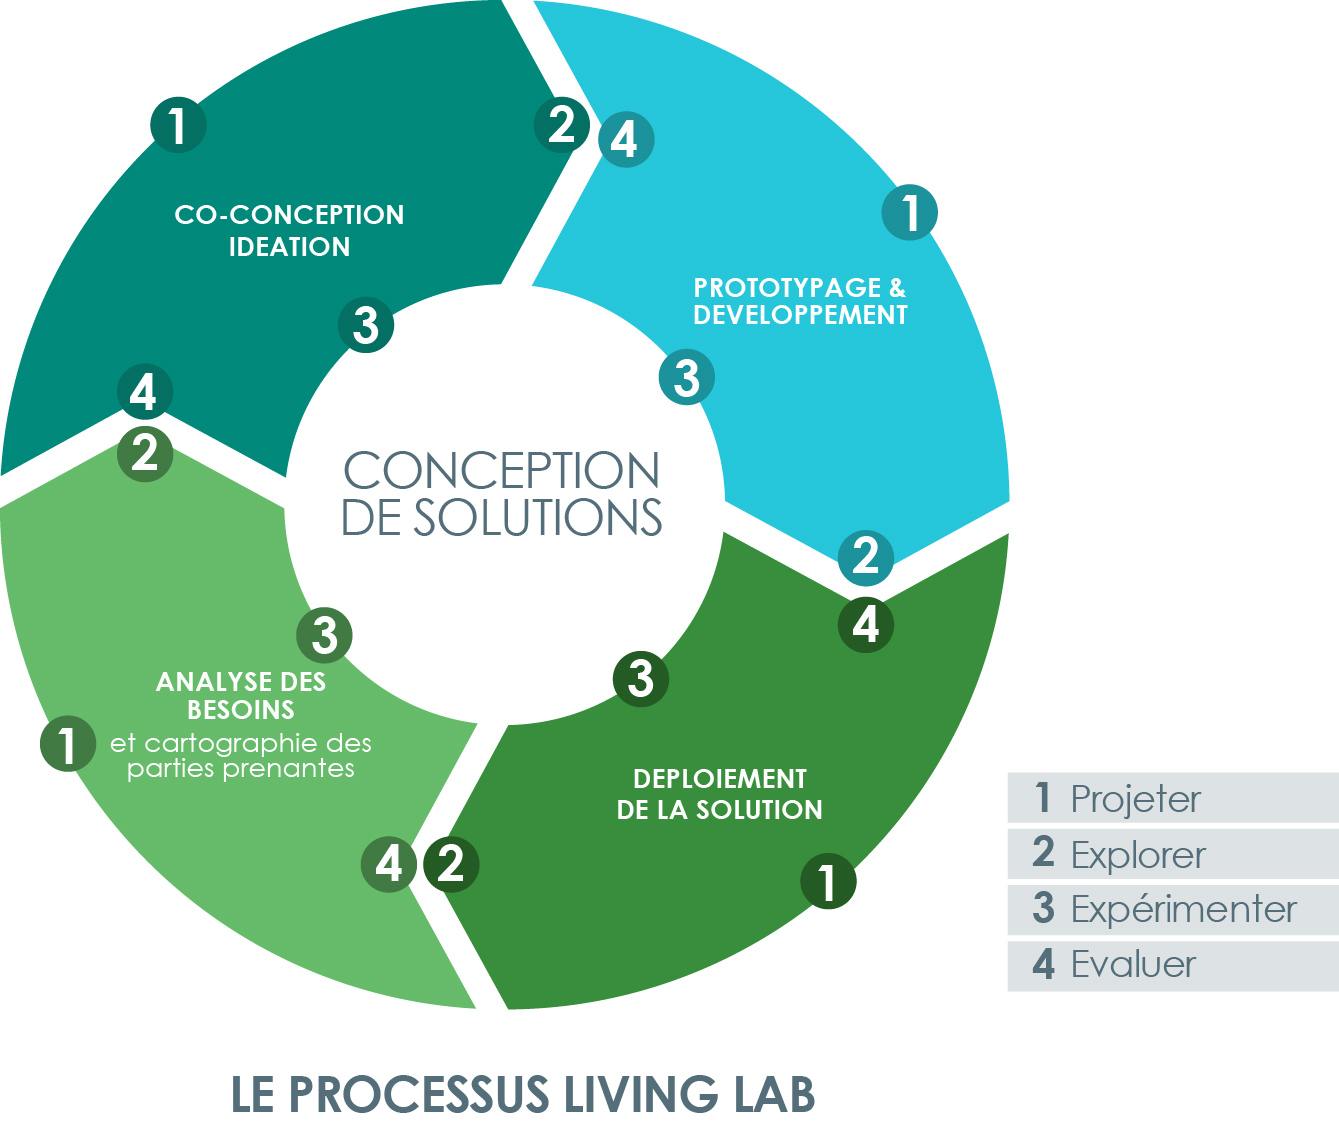 1
2
4
1
CO-CONCEPTION
IDEATION
PROTOTYPAGE &
DEVELOPPEMENT
3
3
4
2
CONCEPTION
DE SOLUTIONS
2
4
3
3
ANALYSE DES
BESOINS
et cartographie des
parties prenantes
1
DEPLOIEMENT
DE LA SOLUTION
4
2
1
1 Projeter
2 Explorer
3 Expérimenter
4 Evaluer
LE PROCESSUS LIVING LAB